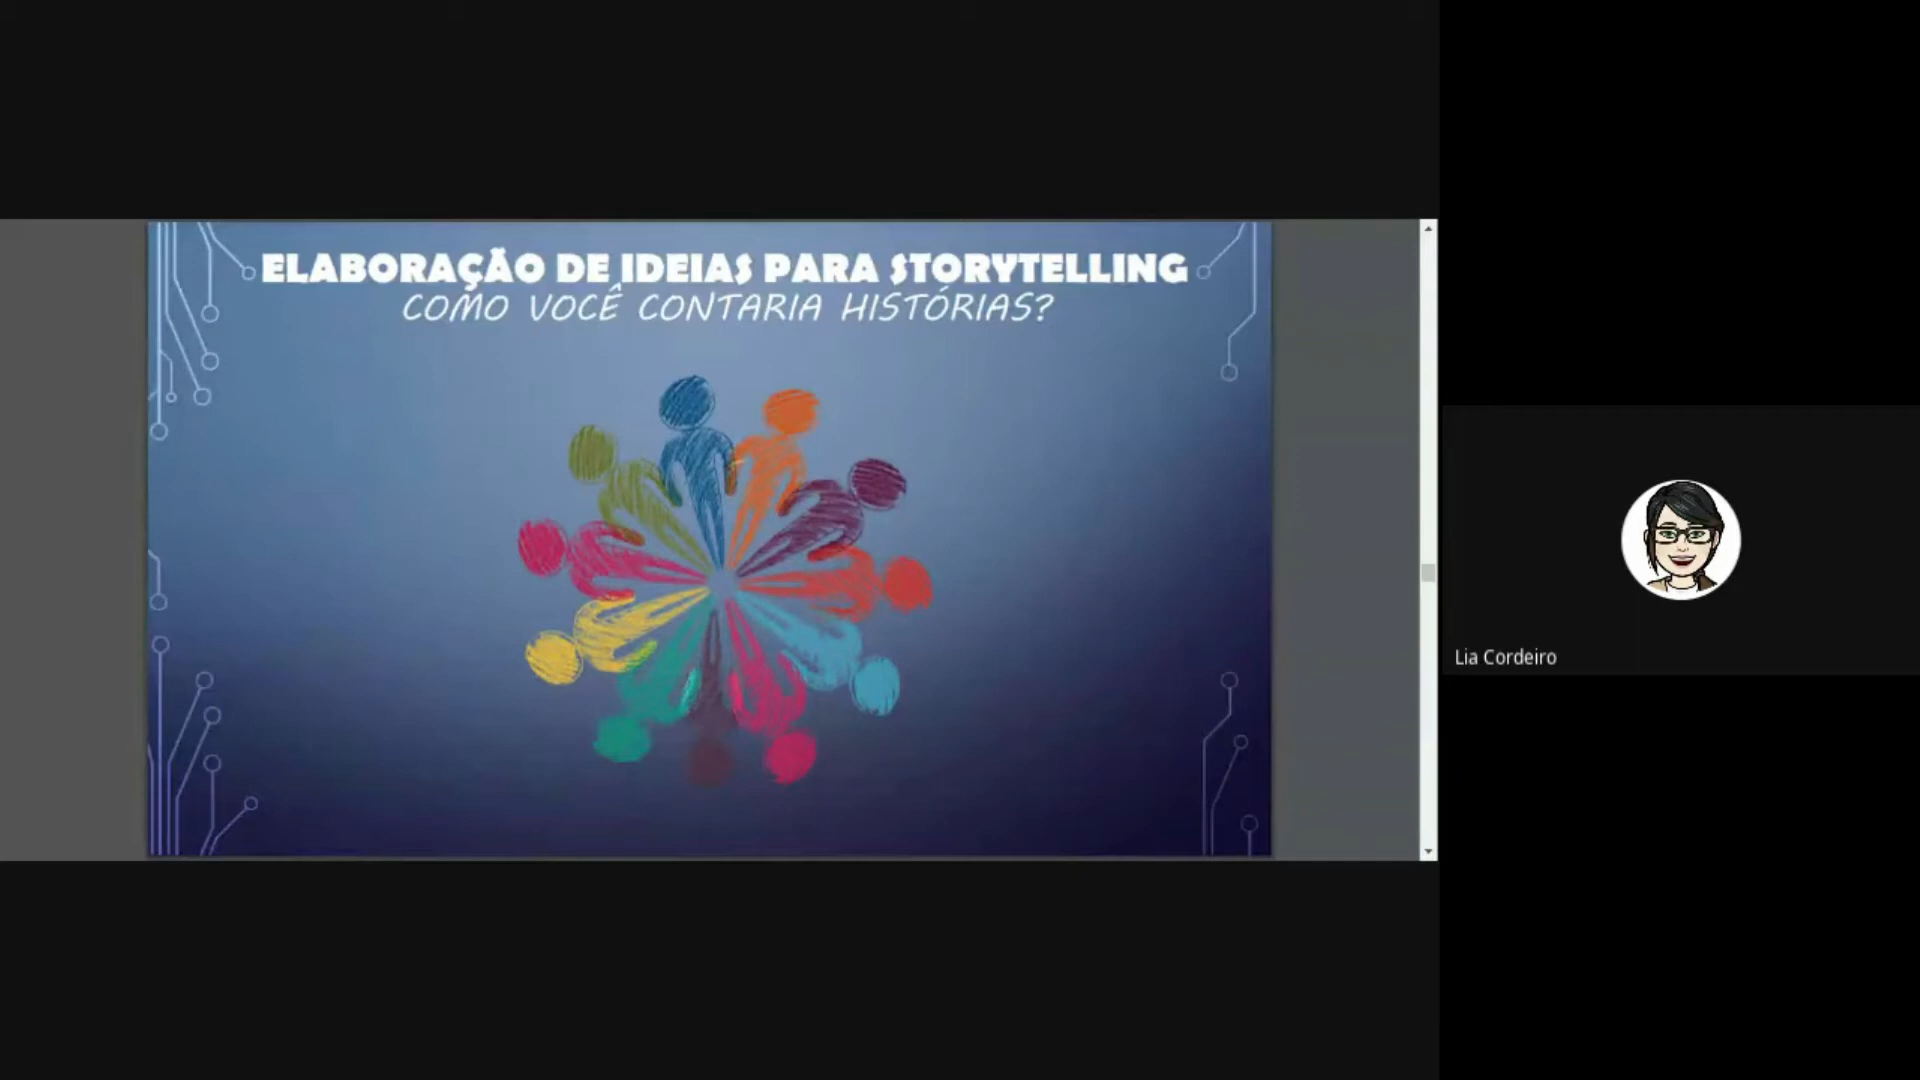 ELABORAÇÃO DE IDEIAS PARA STORYTELLING
COMO VOCÊ CONTARIA HISTÓRIAS?
Lia Cordeiro